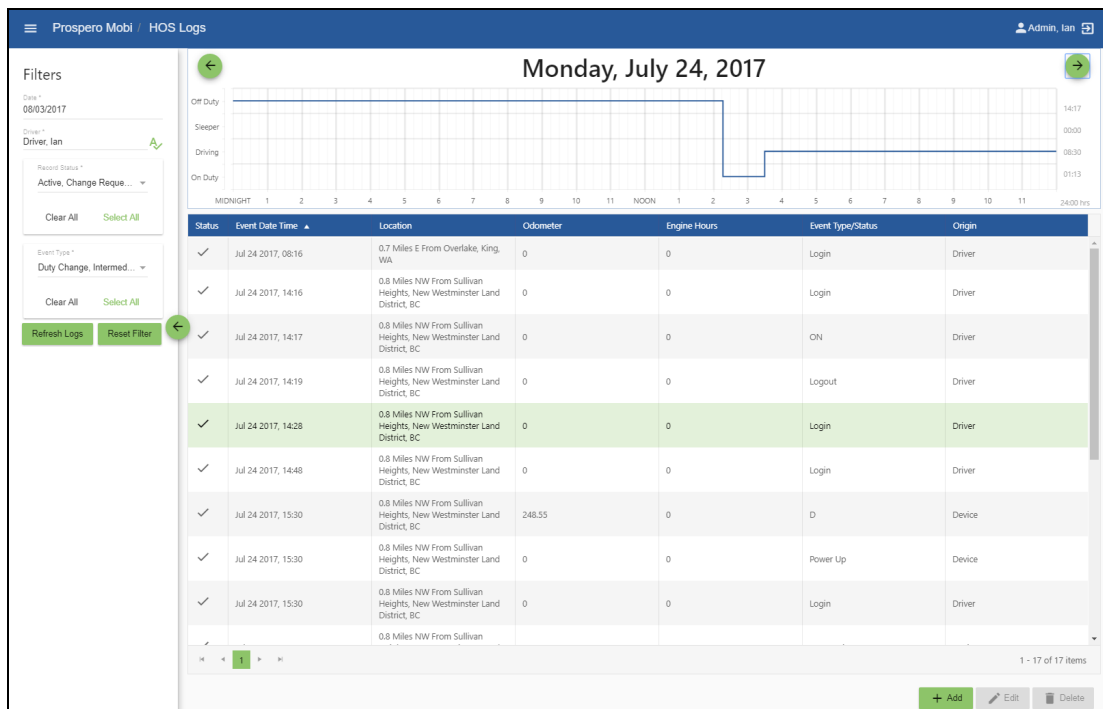 Prospero Mobi / HOS Logs
Admin, Ian
Filters
Date *
08/03/2017
Driver *
Driver, Ian
Record Status *
Active, Change Reque...
Clear All Select All
Event Type *
Duty Change, Intermed...
Clear All Select All
Refresh Logs Reset Filter
Monday, July 24, 2017
Off Duty 14:17
Sleeper 00:00
Driving 08:30
On Duty 01:13
MIDNIGHT 1 2 3 4 5 6 7 8 9 10 11 NOON 1 2 3 4 5 6 7 8 9 10 11 24:00 hrs
Status Event Date Time Location Odometer Engine Hours Event Type/Status Origin
Jul 24 2017, 08:16 0.7 Miles E From Overlake, King, 0 0 Login Driver
WA
0.8 Miles NW From Sullivan
Jul 24 2017, 14:16 Heights, New Westminster Land 0 0 Login Driver
District, BC
0.8 Miles NW From Sullivan
Jul 24 2017, 14:17 Heights, New Westminster Land 0 0 ON Driver
District, BC
0.8 Miles NW From Sullivan
Jul 24 2017, 14:19 Heights, New Westminster Land 0 0 Logout Driver
District, BC
0.8 Miles NW From Sullivan
Jul 24 2017, 14:28 Heights, New Westminster Land 0 0 Login Driver
District, BC
0.8 Miles NW From Sullivan
Jul 24 2017, 14:48 Heights, New Westminster Land 0 0 Login Driver
District, BC
0.8 Miles NW From Sullivan
Jul 24 2017, 15:30 Heights, New Westminster Land 248.55 0 D Device
District, BC
0.8 Miles NW From Sullivan
Jul 24 2017, 15:30 Heights, New Westminster Land 0 0 Power Up Device
District, BC
0.8 Miles NW From Sullivan
Jul 24 2017, 15:30 Heights, New Westminster Land 0 0 Login Driver
District, BC
0.8 Miles NW From Sullivan
1 1 - 17 of 17 items
+ Add Edit Delete